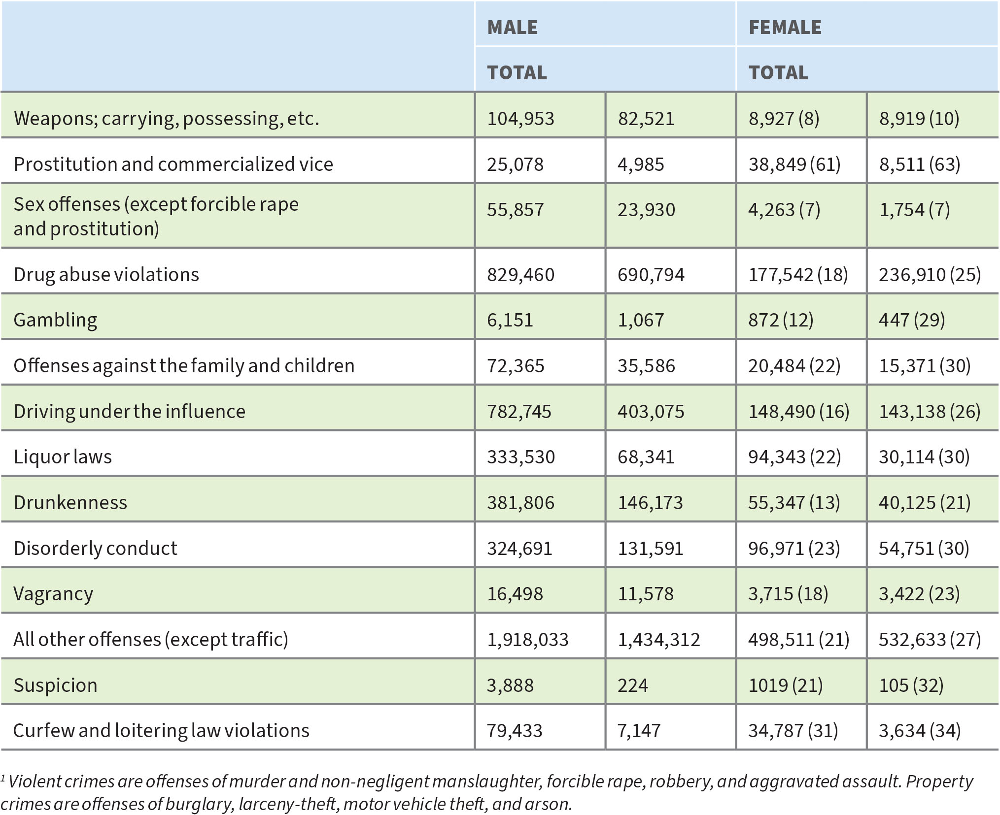 MALE FEMALE
TOTAL TOTAL
Weapons; carrying, possessing, etc. 104,953 82,521 8,927 (8) 8,919 (10)
Prostitution and commercialized vice 25,078 4,985 38,849 (61) 8,511 (63)
Sex offenses (except forcible rape
and prostitution) 55,857 23,930 4,263 (7) 1,754 (7)
Drug abuse violations 829,460 690,794 177,542 (18) 236,910 (25)
Gambling 6,151 1,067 872 (12) 447 (29)
Offenses against the family and children 72,365 35,586 20,484 (22) 15,371 (30)
Driving under the influence 782,745 403,075 148,490 (16) 143,138 (26)
Liquor laws 333,530 68,341 94,343 (22) 30,114 (30)
Drunkenness 381,806 146,173 55,347 (13) 40,125 (21)
Disorderly conduct 324,691 131,591 96,971 (23) 54,751 (30)
Vagrancy 16,498 11,578 3,715 (18) 3,422 (23)
All other offenses (except traffic) 1,918,033 1,434,312 498,511 (21) 532,633 (27)
Suspicion 3,888 224 1019 (21) 105 (32)
Curfew and loitering law violations 79,433 7,147 34,787 (31) 3,634 (34)
1 Violent crimes are offenses of murder and non-negligent manslaughter, forcible rape, robbery, and aggravated assault. Property
crimes are offenses of burglary, larceny-theft, motor vehicle theft, and arson.